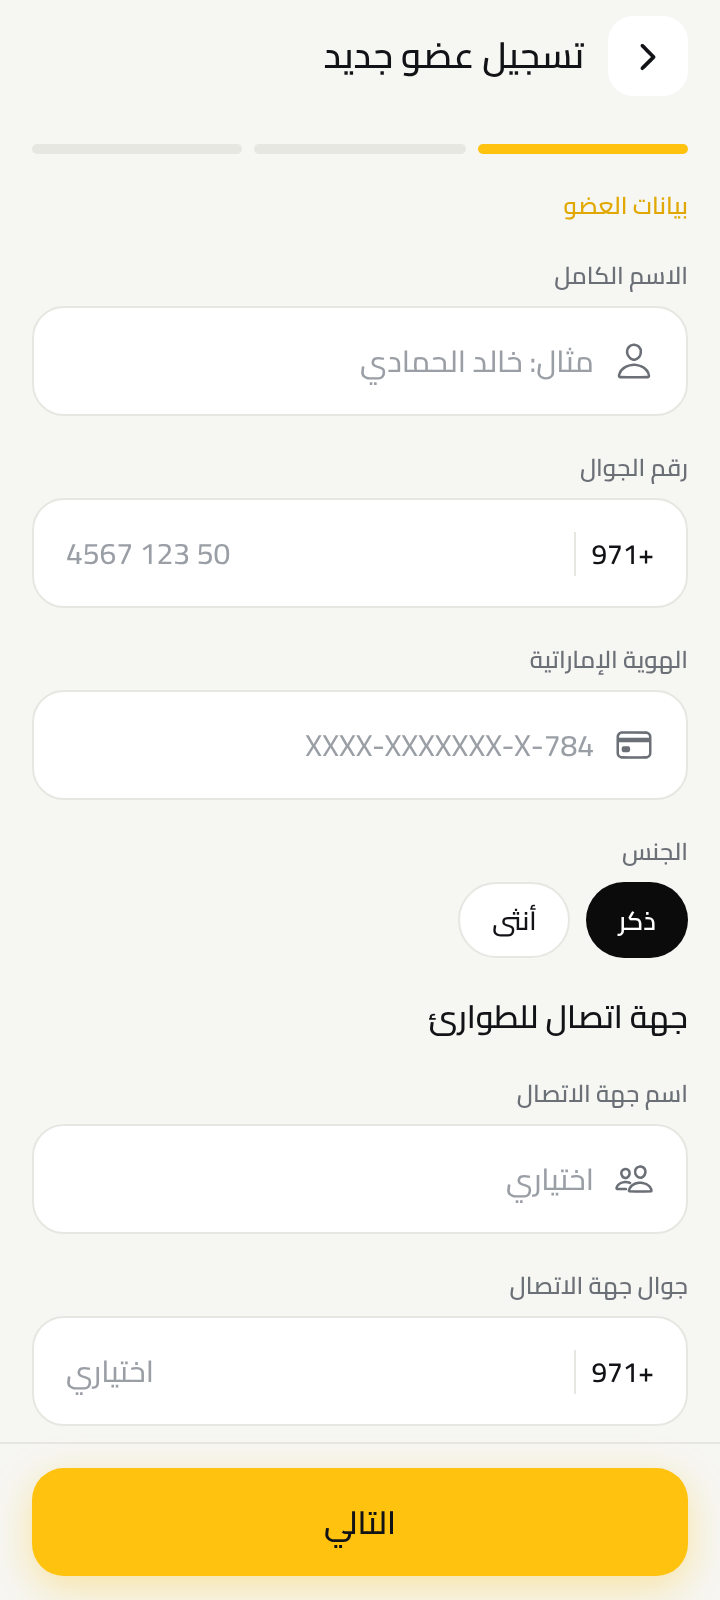 تسجيل عضو جديد
بيانات العضو
الاسم الكامل
مثال: خالد الحمادي
رقم الجوال
971+
50 123 4567
الهوية الإماراتية
784-X-XXXXXXX-XXXX
الجنس
ذكر
أنثى
جهة اتصال للطوارئ
اسم جهة الاتصال
اختياري
جوال جهة الاتصال
971+
اختياري
التالي